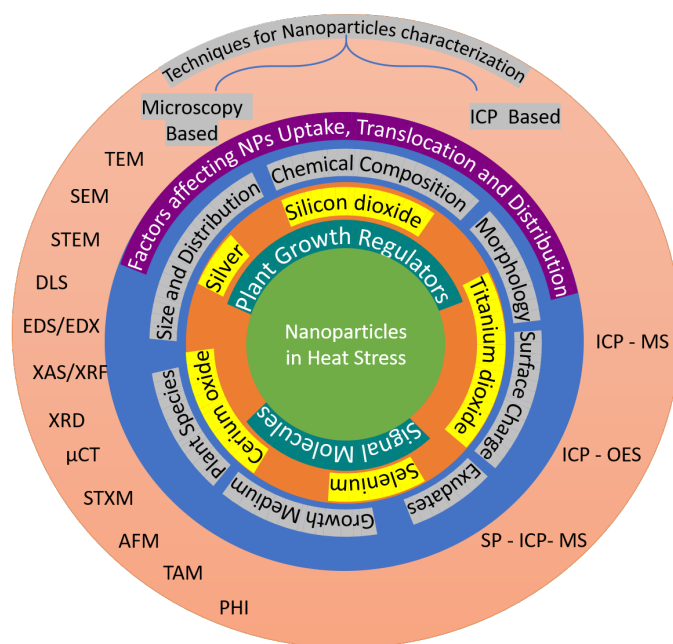 Techniques for Nanoparticles characterization
Microscopy
Based
ICP Based
TEM
SEM
STEM
DLS
EDS/EDX
XAS/XRF
XRD
µCT
STXM
AFM
TAM
PHI
ICP - MS
ICP - OES
SP - ICP- MS
Factors affecting NPs Uptake, Translocation and Distribution
Size and Distribution
Chemical Composition
Morphology
Surface Charge
Exudates
Growth Medium
Plant Species
Silver
Silicon dioxide
Titanium dioxide
Selenium
Cerium oxide
Plant Growth Regulators
Signal Molecules
Nanoparticles
in Heat Stress